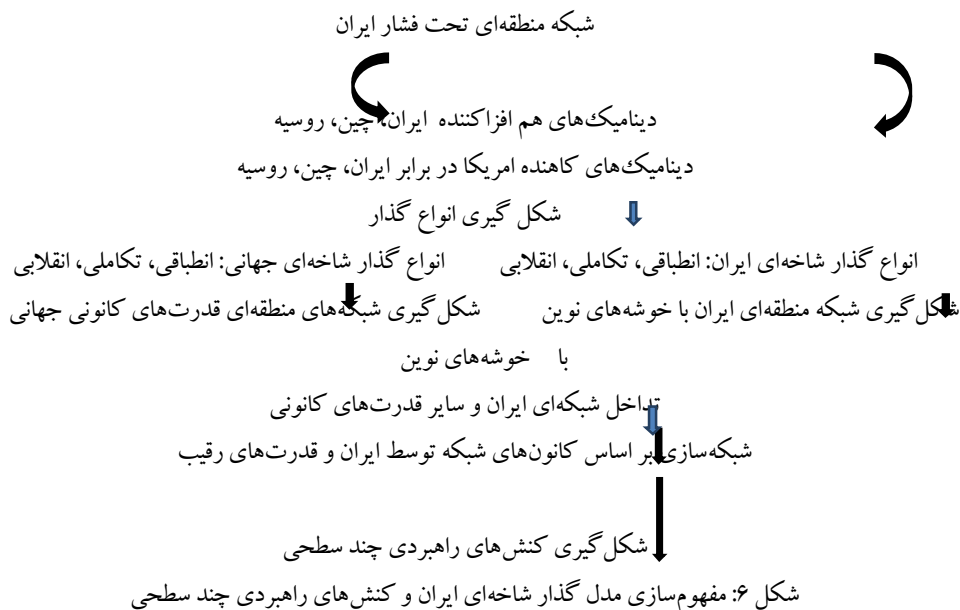 شبکه منطقه‌ای تحت فشار ایران
دینامیک‌های هم افزاکننده ایران، چین، روسیه
دینامیک‌های کاهنده امریکا در برابر ایران، چین، روسیه
شکل گیری انواع گذار
انواع گذار شاخه‌ای ایران: انطباقی، تکاملی، انقلابی انواع گذار شاخه‌ای جهانی: انطباقی، تکاملی، انقلابی
شکل گیری شبکه منطقه‌ای ایران با خوشه‌های نوین شکل گیری شبکه‌های منطقه‌ای قدرت‌های کانونی جهانی
با خوشه‌های نوین
تداخل شبکه‌ای ایران و سایر قدرت‌های کانونی
شبکه‌سازی بر اساس کانون‌های شبکه توسط ایران و قدرت‌های رقیب
شکل‌گیری کنش‌های راهبردی چند سطحی
شکل ۶: مفهوم‌سازی مدل گذار شاخه‌ای ایران و کنش‌های راهبردی چند سطحی